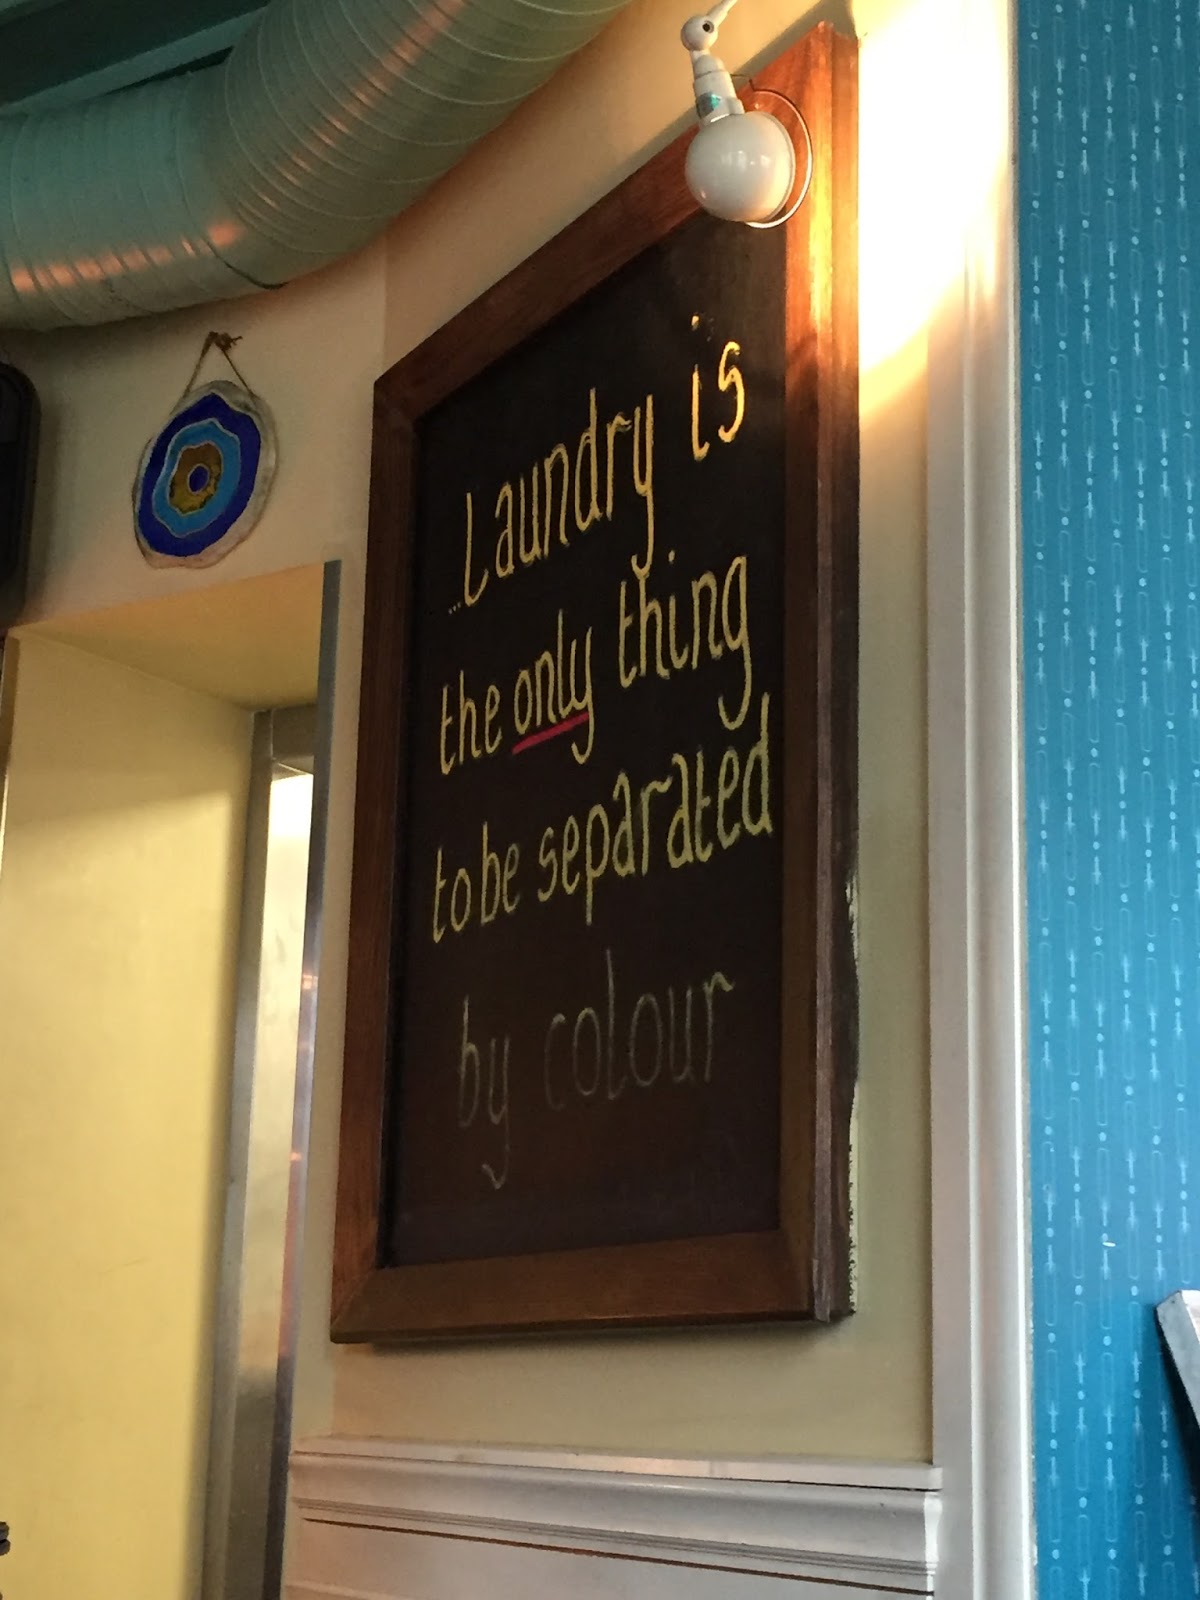 ...Laundry is
the only thing
to be separated
by colour